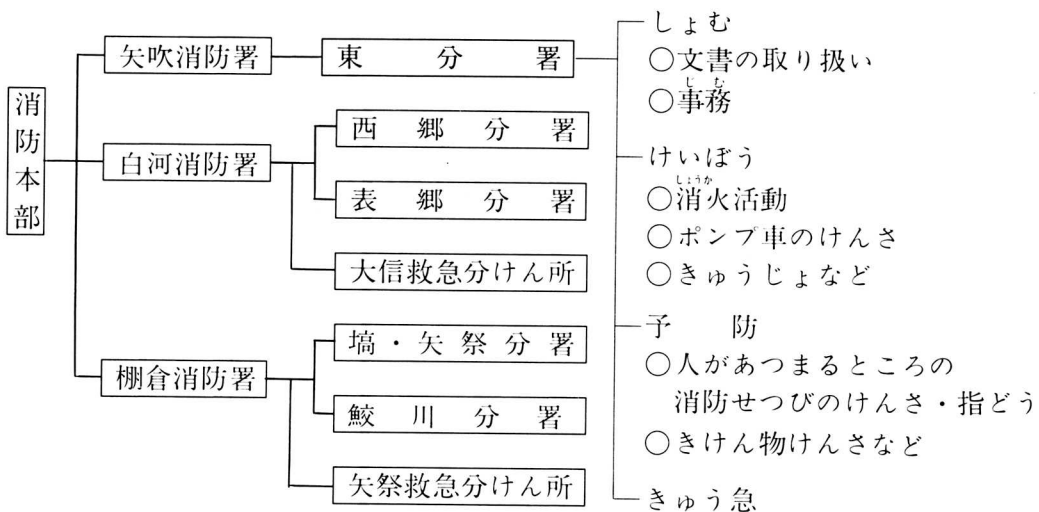 消防本部
矢吹消防署
東分署
白河消防署
西郷分署
表郷分署
大信救急分けん所
棚倉消防署
塙・矢祭分署
鮫川分署
矢祭救急分けん所
しょむ
○文書の取り扱い
じむ
○事務
けいぼう
しょうか
○消火活動
○ポンプ車のけんさ
○きゅうじょなど
予防
○人があつまるところの
消防せつびのけんさ・指どう
○きけん物けんさなど
きゅう急